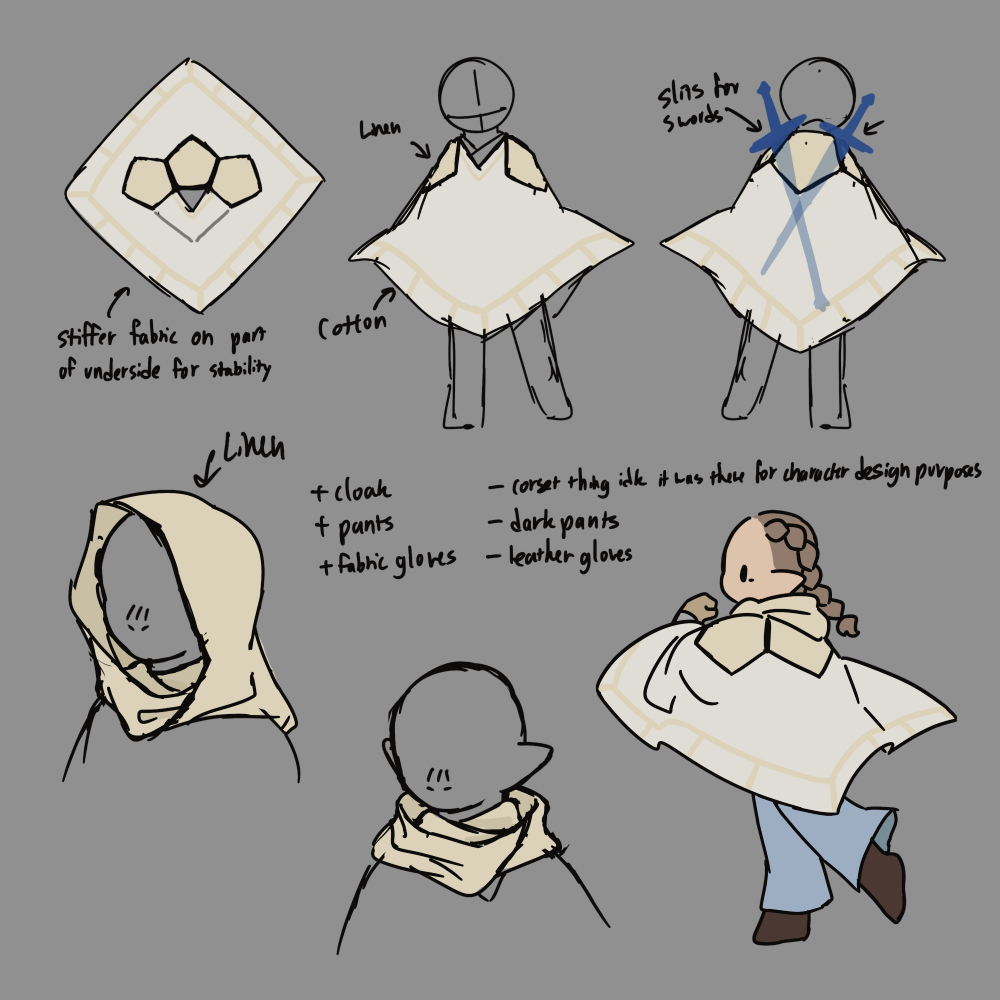 slits for
swords
Linen
Cotton
stiffer fabric on part
of underside for stability
Linen
+ cloak
+ pants
+ fabric gloves
- corset thing idk it was there for character design purposes
- dark pants
- leather gloves